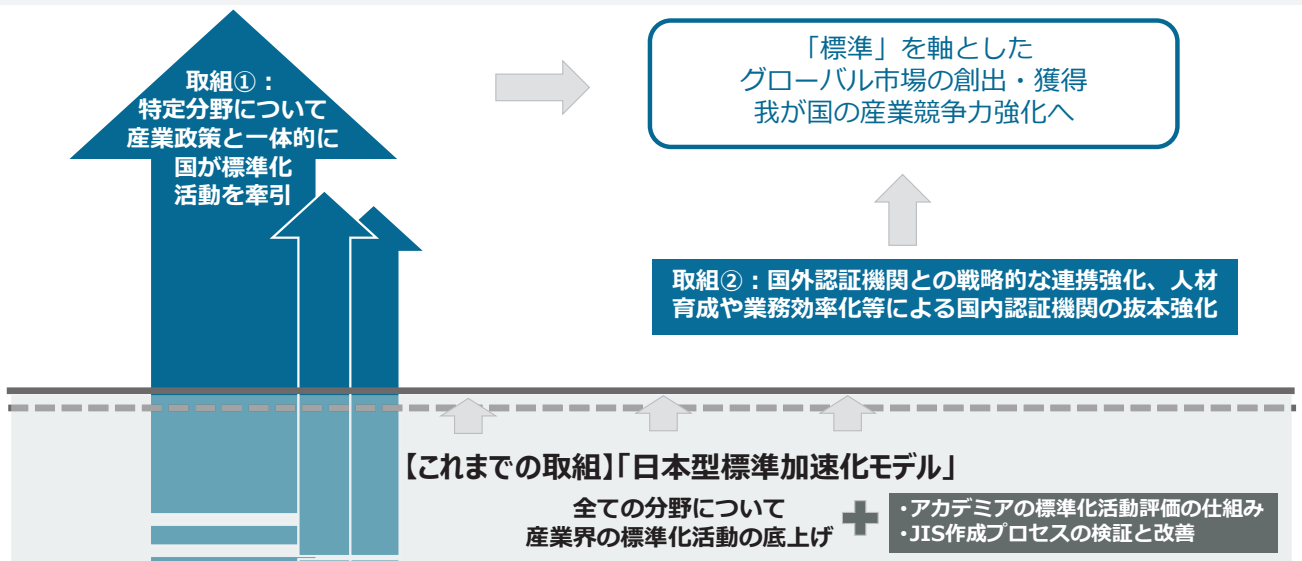 取組①：
特定分野について
産業政策と一体的に
国が標準化
活動を牽引
「標準」を軸とした
グローバル市場の創出・獲得
我が国の産業競争力強化へ
取組②：国外認証機関との戦略的な連携強化、人材
育成や業務効率化等による国内認証機関の抜本強化
【これまでの取組】「日本型標準加速化モデル」
全ての分野について
産業界の標準化活動の底上げ
・アカデミアの標準化活動評価の仕組み
・JIS作成プロセスの検証と改善